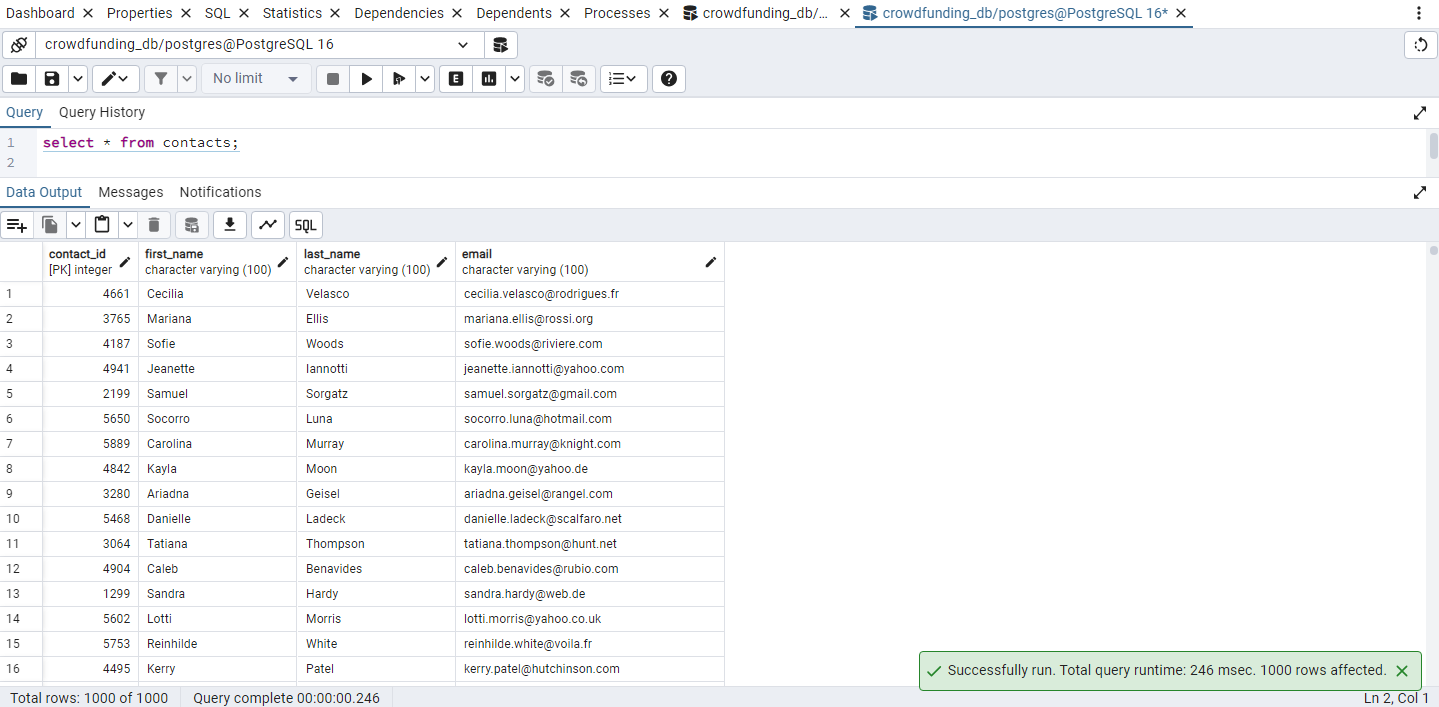 Dashboard Properties SQL Statistics Dependencies Dependents Processes crowdfunding_db/... crowdfunding_db/postgres@PostgreSQL 16*
crowdfunding_db/postgres@PostgreSQL 16
No limit E
Query Query History
1 select * from contacts;
2
Data Output Messages Notifications
SQL
contact_id first_name last_name email
[PK] integer character varying (100) character varying (100) character varying (100)
1 4661 Cecilia Velasco cecilia.velasco@rodrigues.fr
2 3765 Mariana Ellis mariana.ellis@rossi.org
3 4187 Sofie Woods sofie.woods@riviere.com
4 4941 Jeanette Iannotti jeanette.iannotti@yahoo.com
5 2199 Samuel Sorgatz samuel.sorgatz@gmail.com
6 5650 Socorro Luna socorro.luna@hotmail.com
7 5889 Carolina Murray carolina.murray@knight.com
8 4842 Kayla Moon kayla.moon@yahoo.de
9 3280 Ariadna Geisel ariadna.geisel@rangel.com
10 5468 Danielle Ladeck danielle.ladeck@scalfaro.net
11 3064 Tatiana Thompson tatiana.thompson@hunt.net
12 4904 Caleb Benavides caleb.benavides@rubio.com
13 1299 Sandra Hardy sandra.hardy@web.de
14 5602 Lotti Morris lotti.morris@yahoo.co.uk
15 5753 Reinhilde White reinhilde.white@voila.fr
16 4495 Kerry Patel kerry.patel@hutchinson.com
Successfully run. Total query runtime: 246 msec. 1000 rows affected.
Total rows: 1000 of 1000 Query complete 00:00:00.246 Ln 2, Col 1